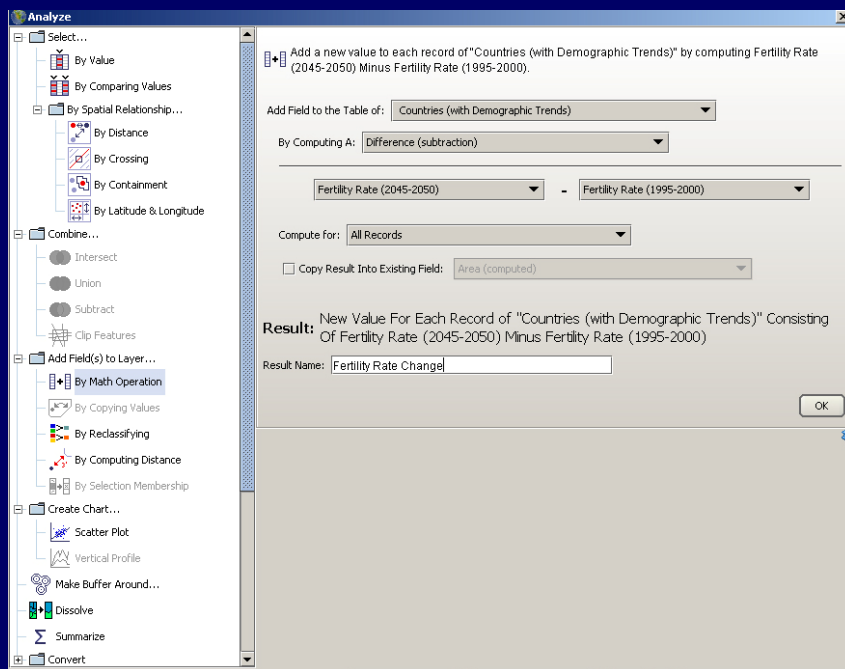 Analyze
Select...
By Value
By Comparing Values
By Spatial Relationship...
By Distance
By Crossing
By Containment
By Latitude & Longitude
Combine...
Intersect
Union
Subtract
Clip Features
Add Field(s) to Layer...
By Math Operation
By Copying Values
By Reclassifying
By Computing Distance
By Selection Membership
Create Chart...
Scatter Plot
Vertical Profile
Make Buffer Around...
Dissolve
Summarize
Convert
Add a new value to each record of"Countries (with Demographic Trends)" by computing Fertility Rate
(2045-2050) Minus Fertility Rate (1995-2000).
Add Field to the Table of: Countries (with Demographic Trends)
By Computing A: Difference (subtraction)
Fertility Rate (2045-2050) - Fertility Rate (1995-2000)
Compute for: All Records
Copy Result Into Existing Field: Area (computed)
Result: New Value For Each Record of "Countries (with Demographic Trends)" Consisting
Of Fertility Rate (2045-2050) Minus Fertility Rate (1995-2000)
Result Name: Fertility Rate Change
OK